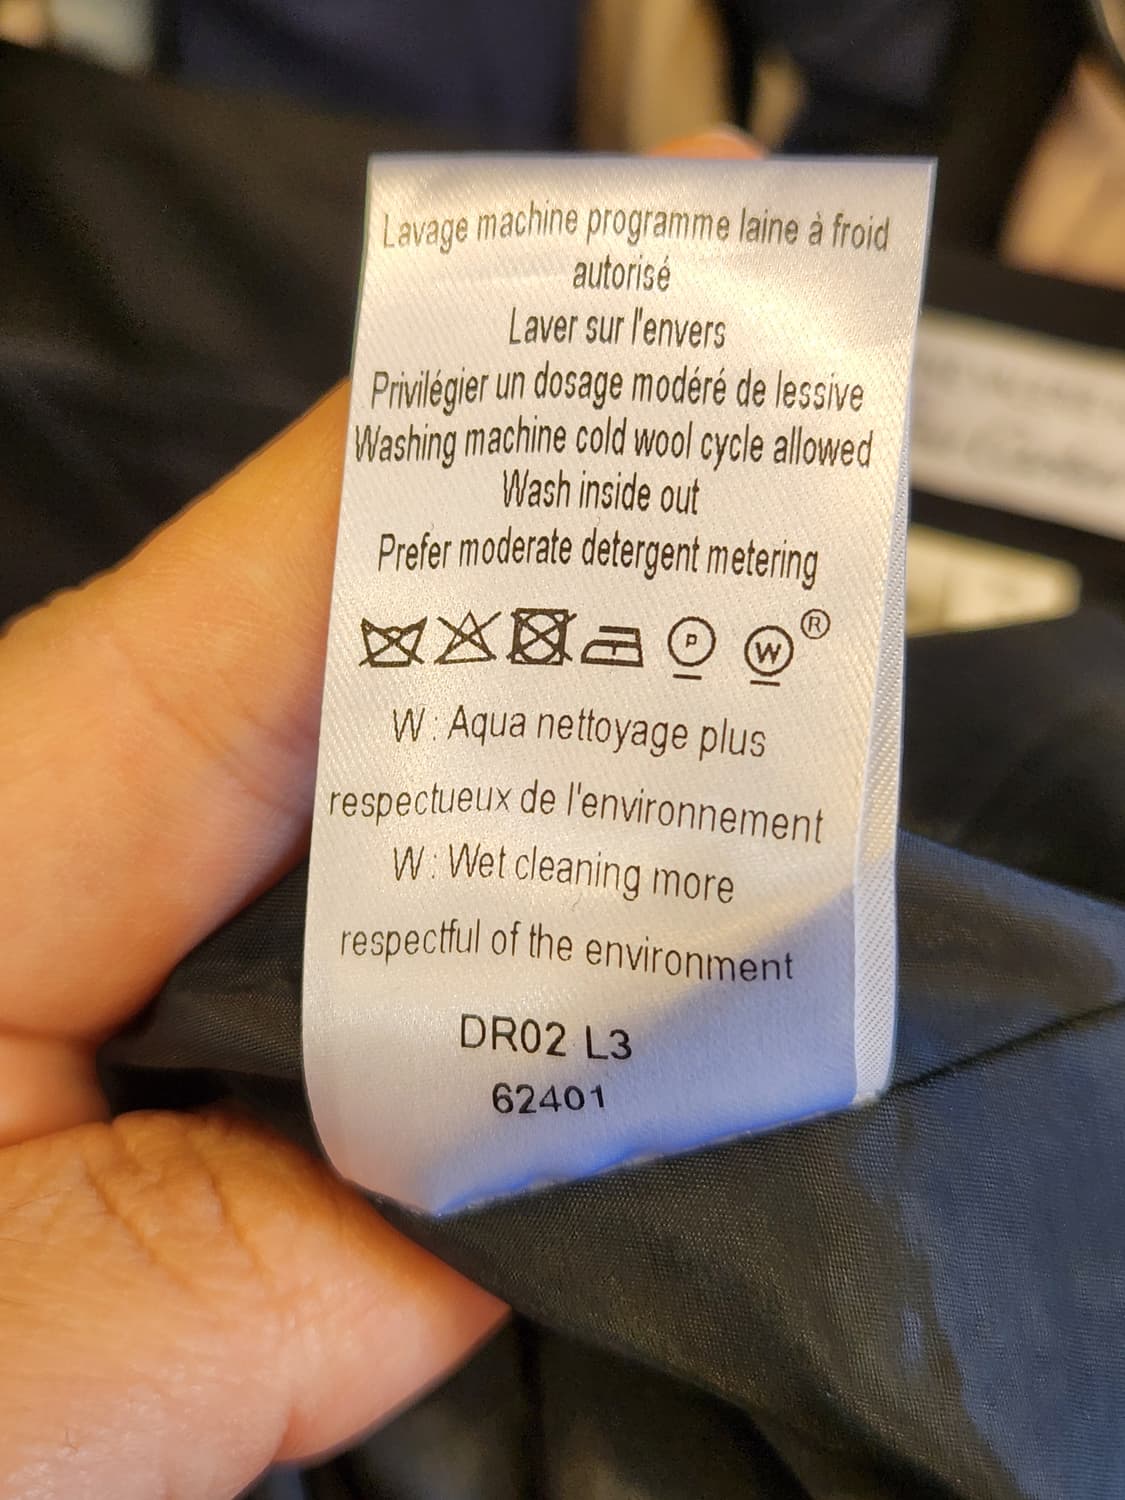 Lavage machine programme laine à froid
autorisé
Laver sur l'envers
Privilégier un dosage modéré de lessive
Washing machine cold wool cycle allowed
Wash inside out
Prefer moderate detergent metering
P W ®
W : Aqua nettoyage plus
respectueux de l'environnement
W : Wet cleaning more
respectful of the environment
DR02 L3
62401